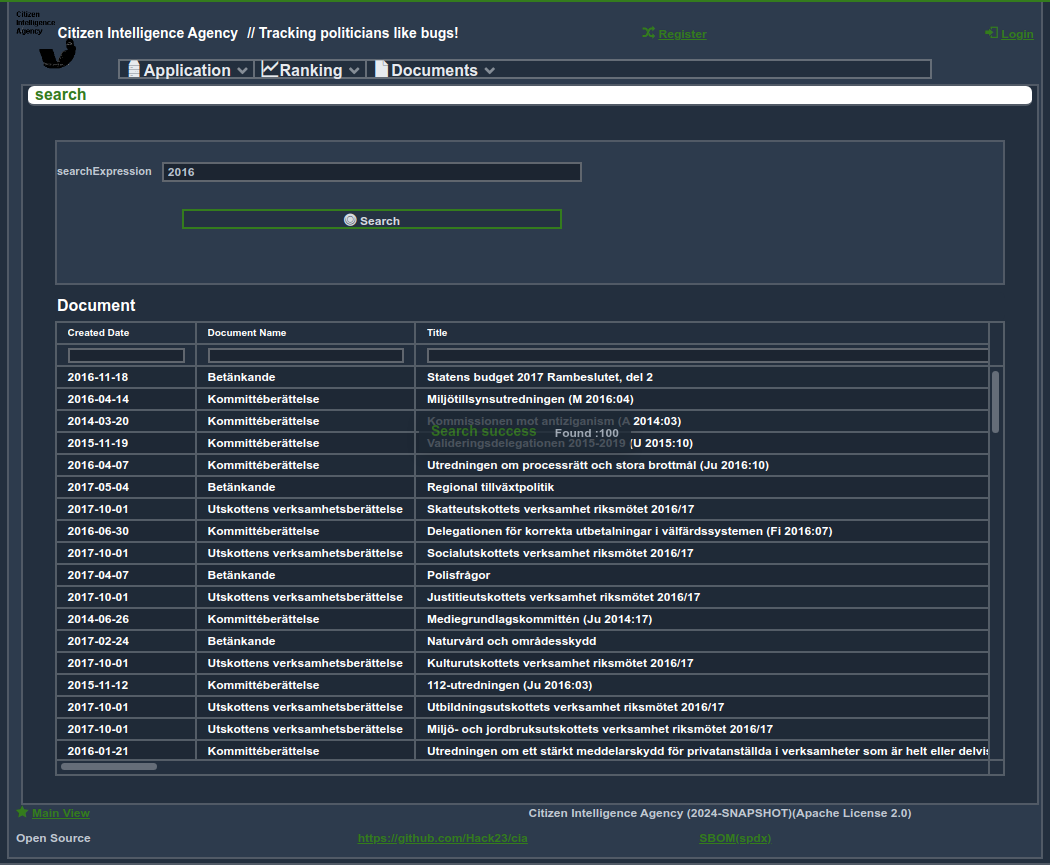 Citizen
Intelligence
Agency
Citizen Intelligence Agency // Tracking politicians like bugs!
Register
Login
Application Ranking Documents
search
searchExpression 2016
Search
Document
Created Date Document Name Title
2016-11-18 Betänkande Statens budget 2017 Rambeslutet, del 2
2016-04-14 Kommittéberättelse Miljötillsynsutredningen (M 2016:04)
2014-03-20 Kommittéberättelse Kommissionen mot antiziganism (A 2014:03)
Search success Found :100
2015-11-19 Kommittéberättelse Valideringsdelegationen 2015-2019 (U 2015:10)
2016-04-07 Kommittéberättelse Utredningen om processrätt och stora brottmål (Ju 2016:10)
2017-05-04 Betänkande Regional tillväxtpolitik
2017-10-01 Utskottens verksamhetsberättelse Skatteutskottets verksamhet riksmötet 2016/17
2016-06-30 Kommittéberättelse Delegationen för korrekta utbetalningar i välfärdssystemen (Fi 2016:07)
2017-10-01 Utskottens verksamhetsberättelse Socialutskottets verksamhet riksmötet 2016/17
2017-04-07 Betänkande Polisfrågor
2017-10-01 Utskottens verksamhetsberättelse Justitieutskottets verksamhet riksmötet 2016/17
2014-06-26 Kommittéberättelse Mediegrundlagskommittén (Ju 2014:17)
2017-02-24 Betänkande Naturvård och områdesskydd
2017-10-01 Utskottens verksamhetsberättelse Kulturutskottets verksamhet riksmötet 2016/17
2015-11-12 Kommittéberättelse 112-utredningen (Ju 2016:03)
2017-10-01 Utskottens verksamhetsberättelse Utbildningsutskottets verksamhet riksmötet 2016/17
2017-10-01 Utskottens verksamhetsberättelse Miljö- och jordbruksutskottets verksamhet riksmötet 2016/17
2016-01-21 Kommittéberättelse Utredningen om ett stärkt meddelarskydd för privatanställda i verksamheter som är helt eller delvis
Main View Citizen Intelligence Agency (2024-SNAPSHOT)(Apache License 2.0)
Open Source https://github.com/Hack23/cia SBOM(spdx)